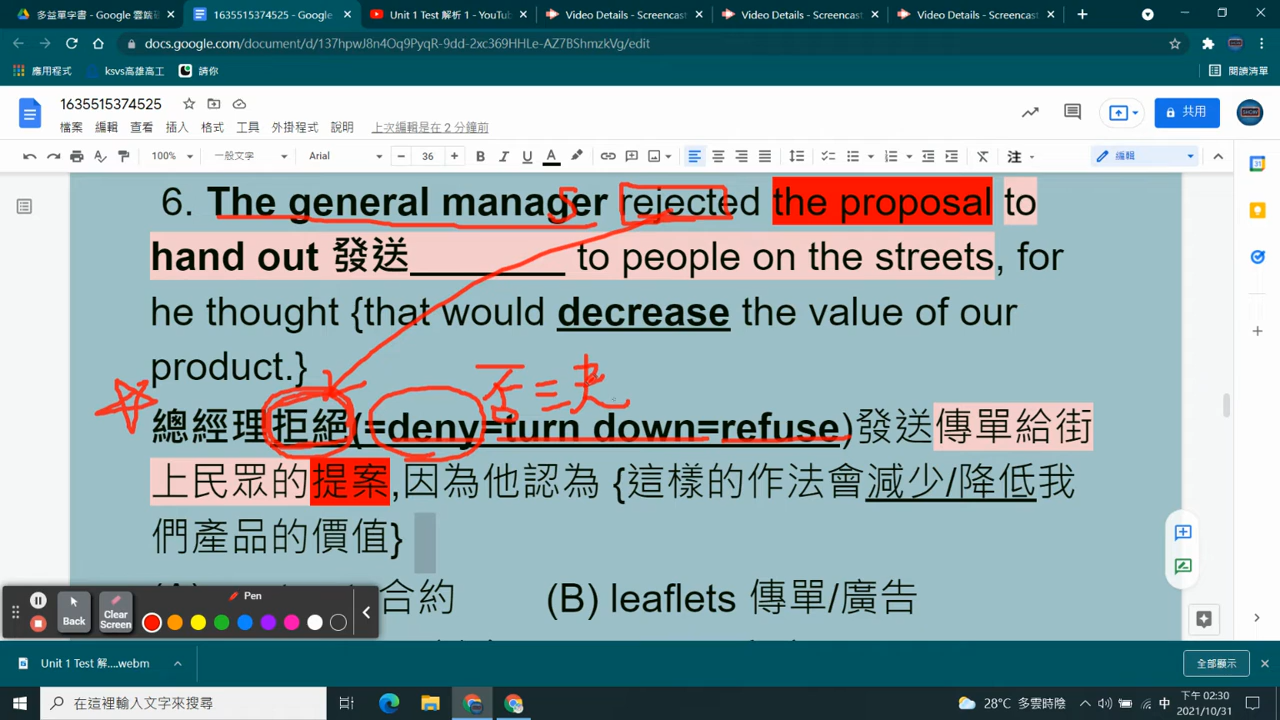 多益單字書 - Google 雲端硬
1635515374525 - Google
Unit 1 Test 解析 1 - YouTube
Video Details - Screencast
Video Details - Screencast
Video Details - Screencast
docs.google.com/document/d/137hpwJ8n4Oq9PyqR-9dd-2xc369HHLe-AZ7BShmzkVg/edit
應用程式 ksvs高雄高工 請你
閱讀清單
1635515374525
檔案 編輯 查看 插入 格式 工具 外掛程式 說明 上次編輯是在 2 分鐘前
共用
100% 一般文字 Arial 36 B I U A 注 編輯
6. The general manager rejected the proposal to
hand out 發送________ to people on the streets, for
he thought {that would decrease the value of our
product.}
否=
總經理拒絕(=deny=turn down=refuse)發送傳單給街
上民眾的提案,因為他認為 {這樣的作法會減少/降低我
們產品的價值}
合約 (B) leaflets 傳單/廣告
Pen
Back
Clear Screen
Unit 1 Test 解....webm
全部顯示
在這裡輸入文字來搜尋
28°C 多雲時陰
中
下午 02:30
2021/10/31